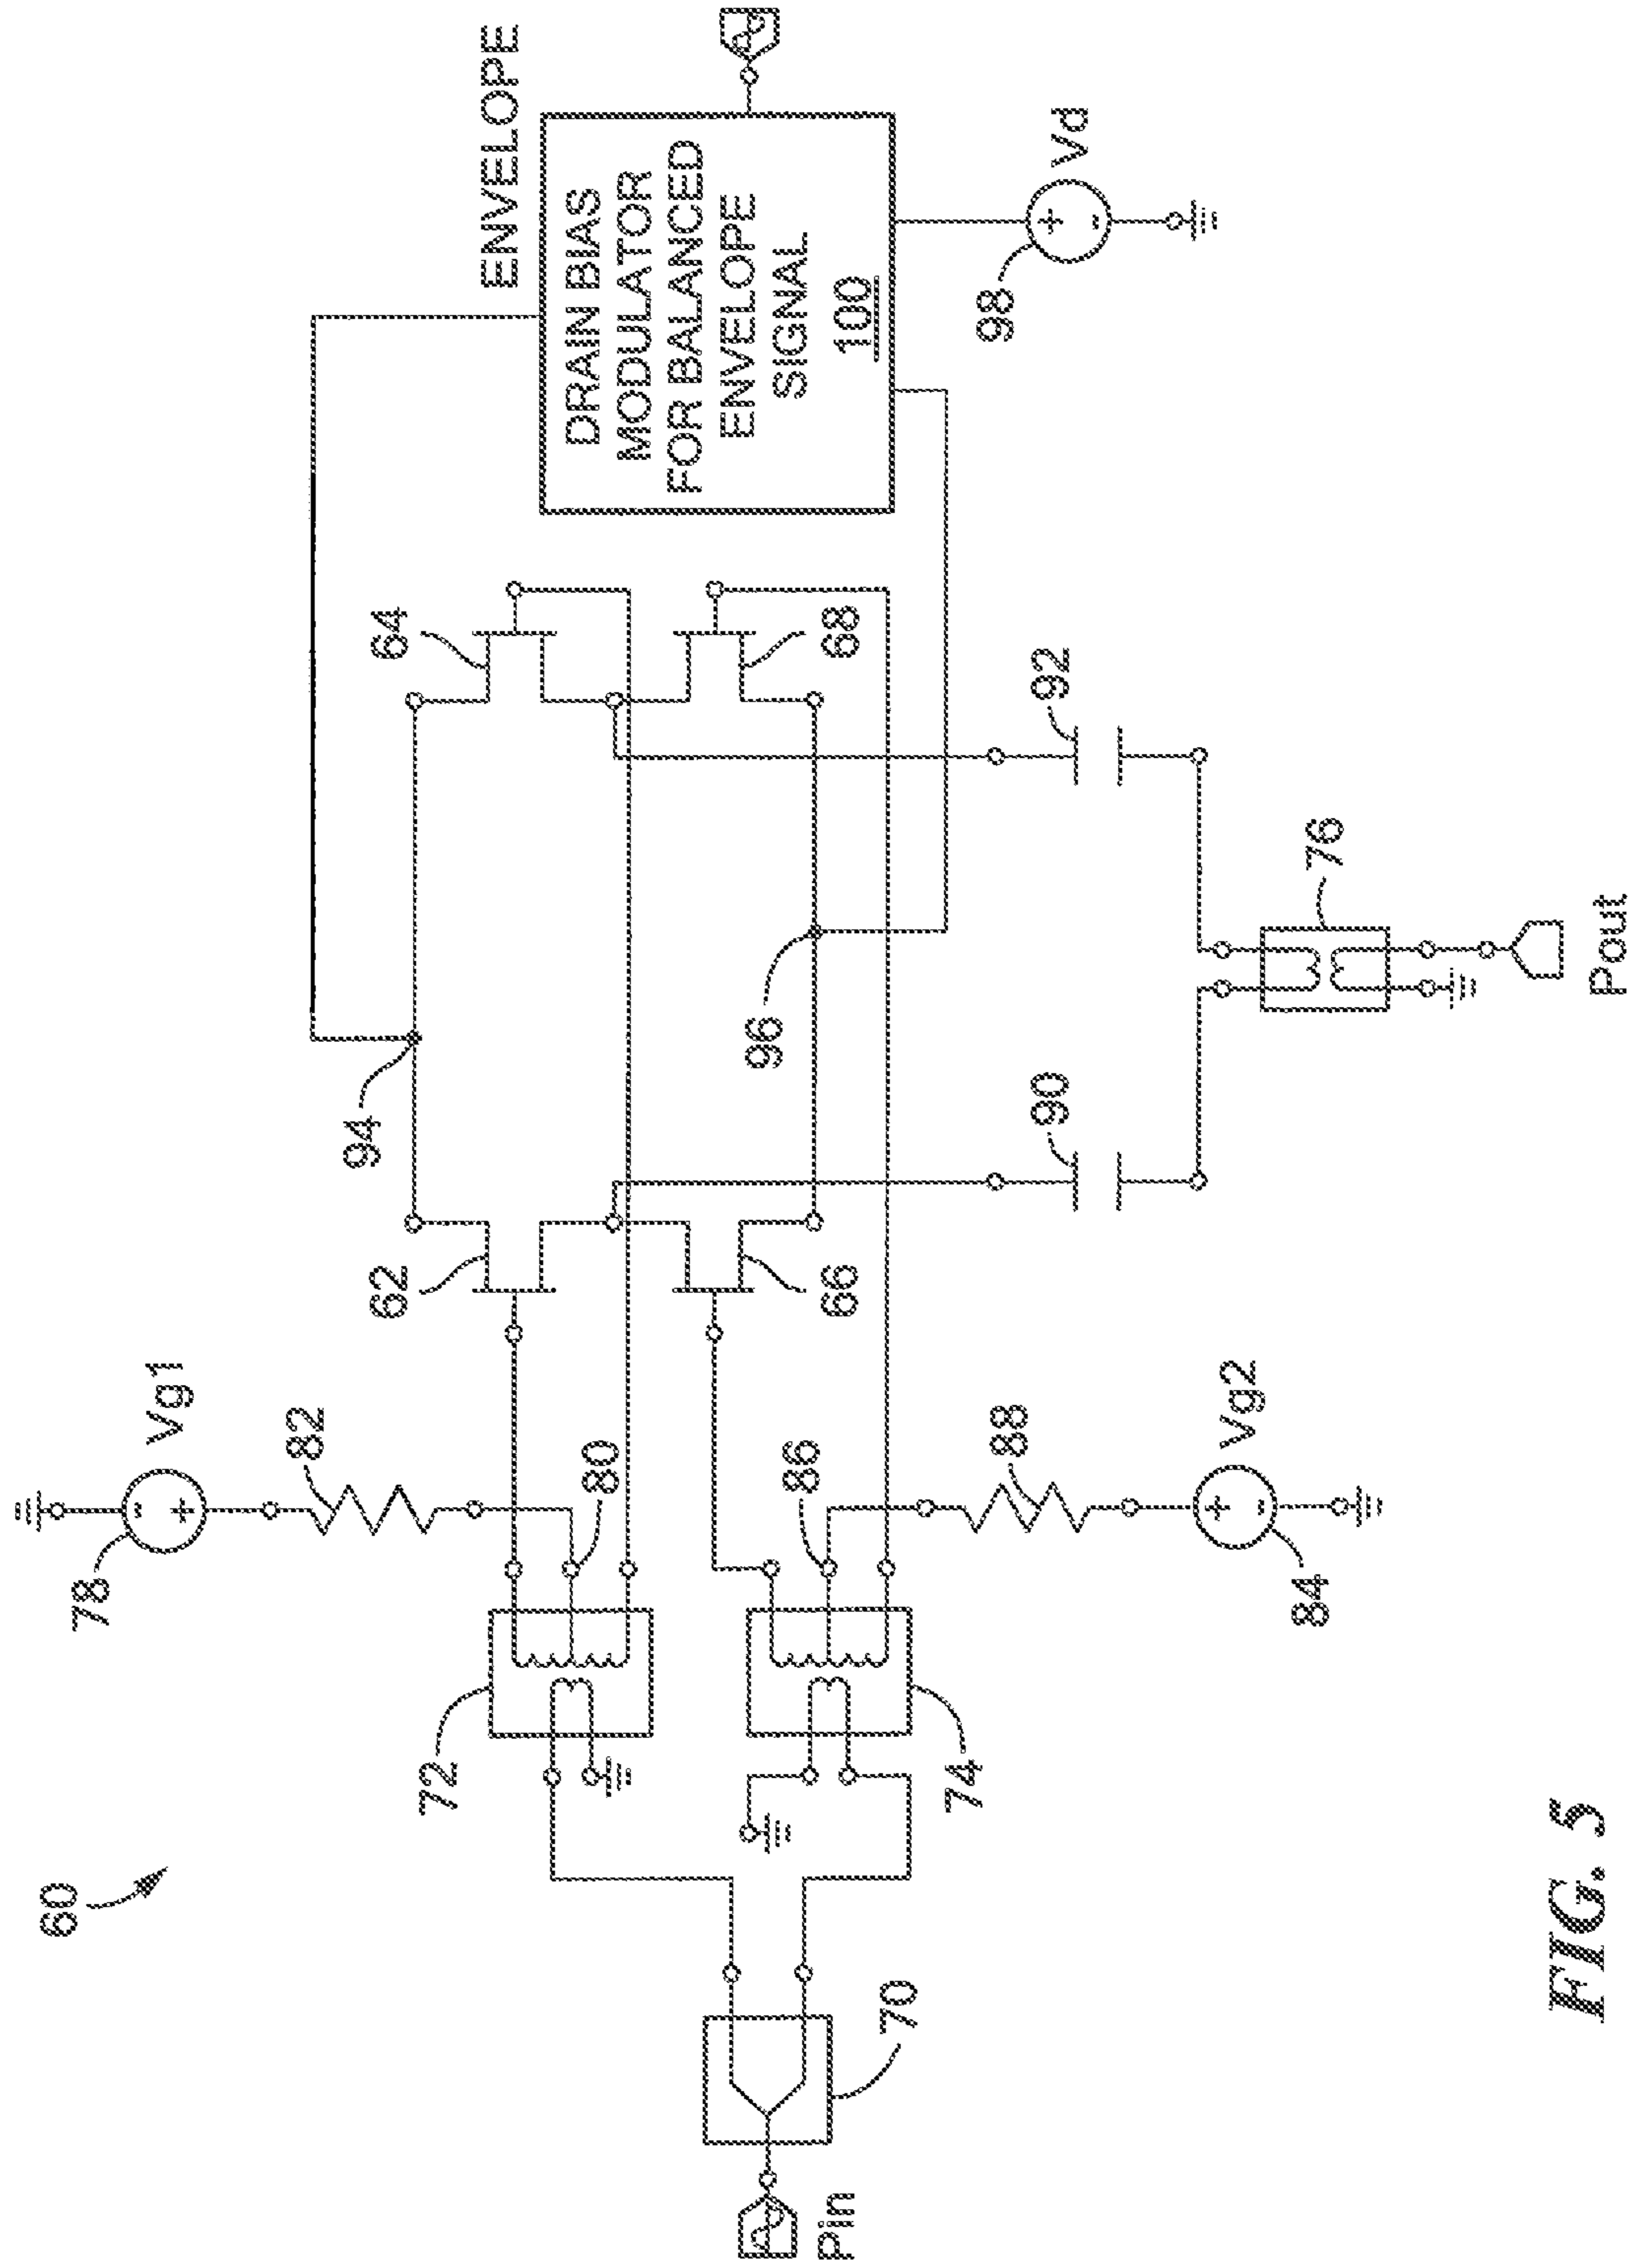 60
78
Vg1
82
62
94
64
ENVELOPE
DRAIN BIAS
MODULATOR
FOR BALANCED
ENVELOPE
SIGNAL
100
72
80
66
96
68
98
Vd
Pin
70
74
86
88
84
Vg2
90
92
76
Pout
FIG. 5